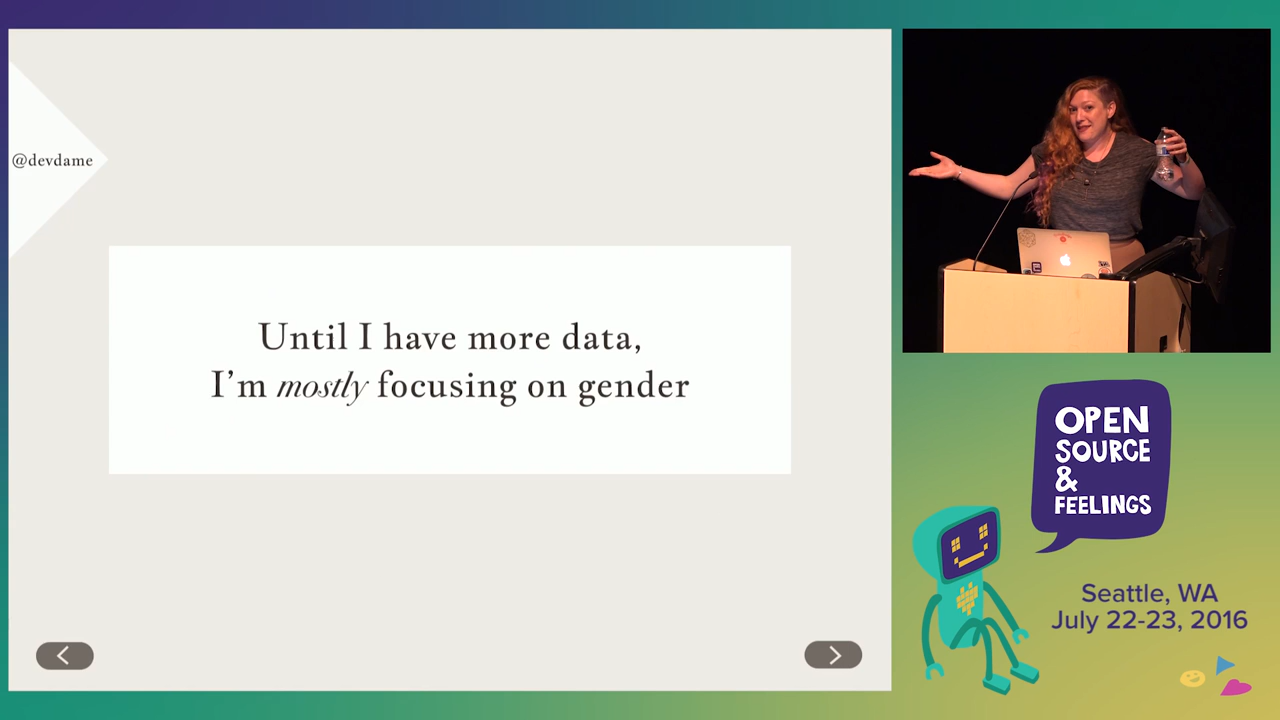 @devdame
Until I have more data,
I’m mostly focusing on gender
OPEN
SOURCE
&
FEELINGS
Seattle, WA
July 22-23, 2016